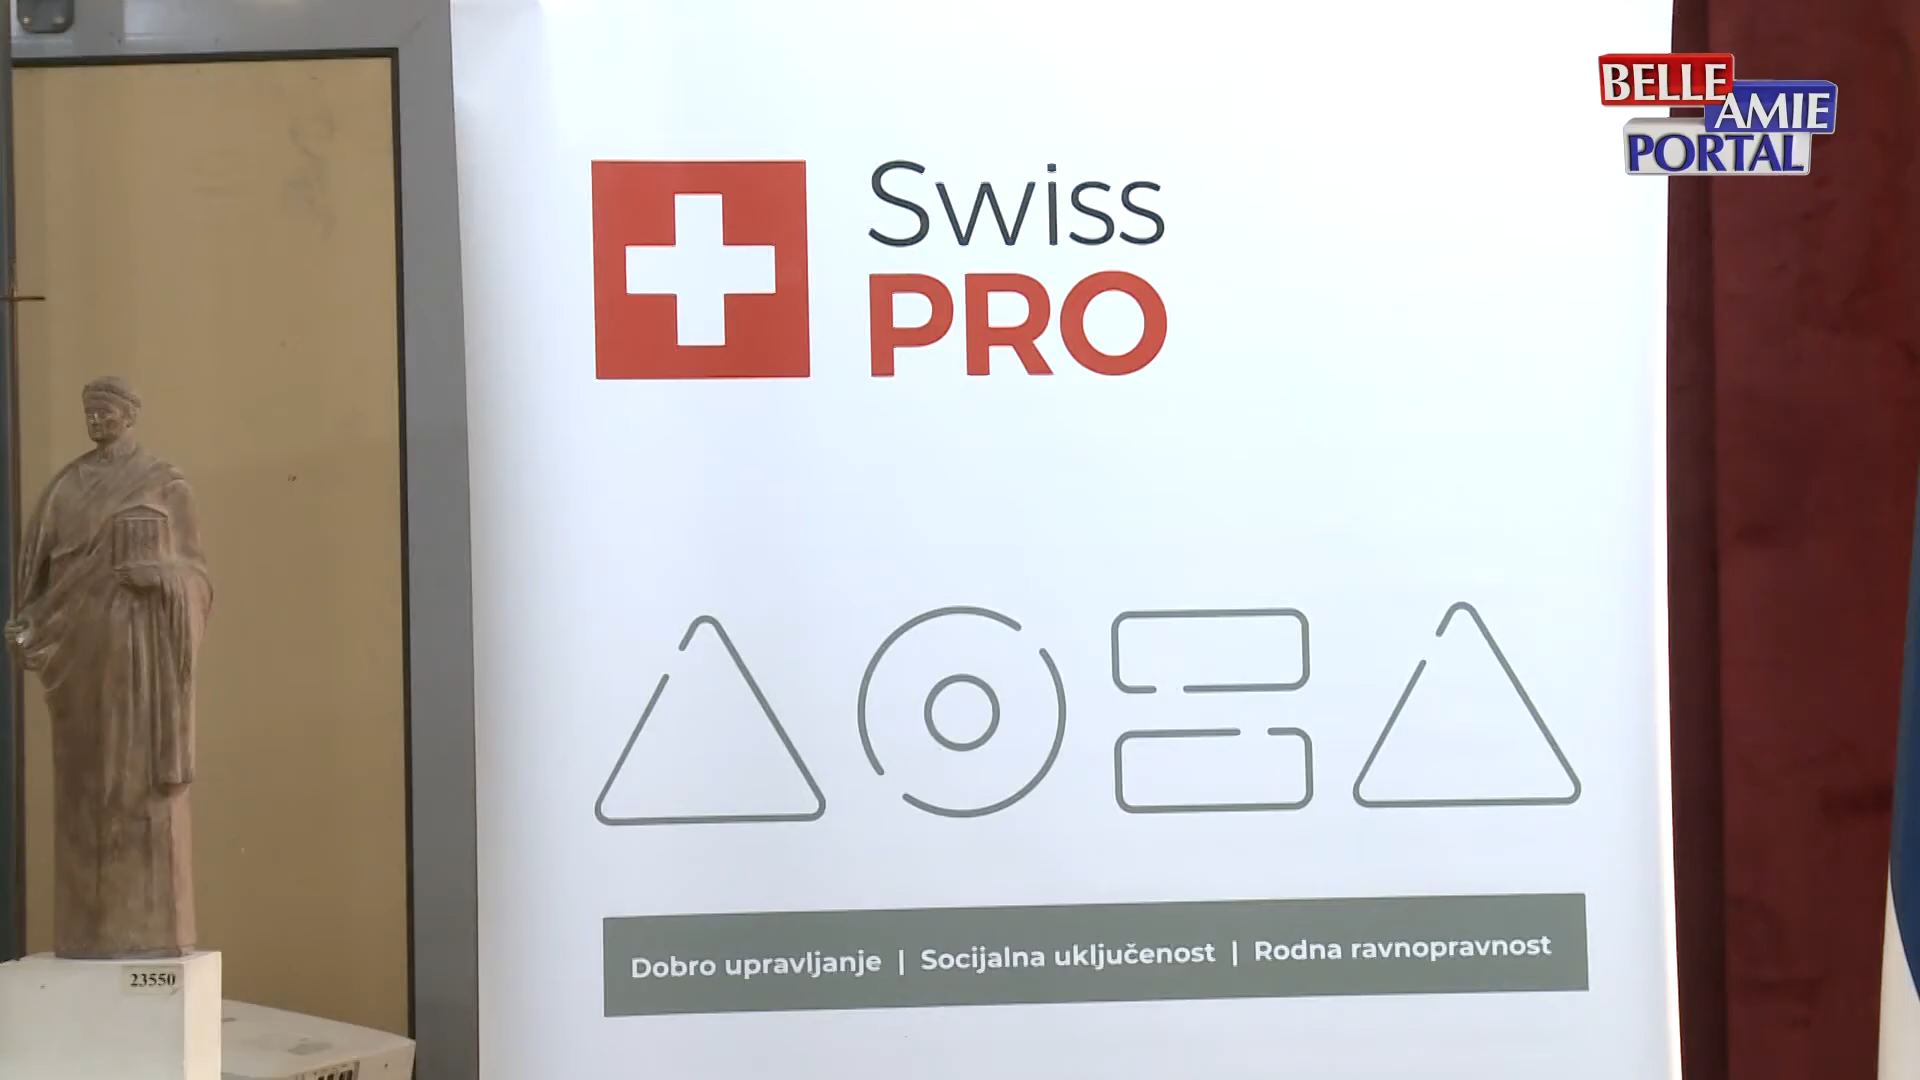 BELLE
AMIE
PORTAL
Swiss
PRO
Dobro upravljanje | Socijalna uključenost | Rodna ravnopravnost
23550